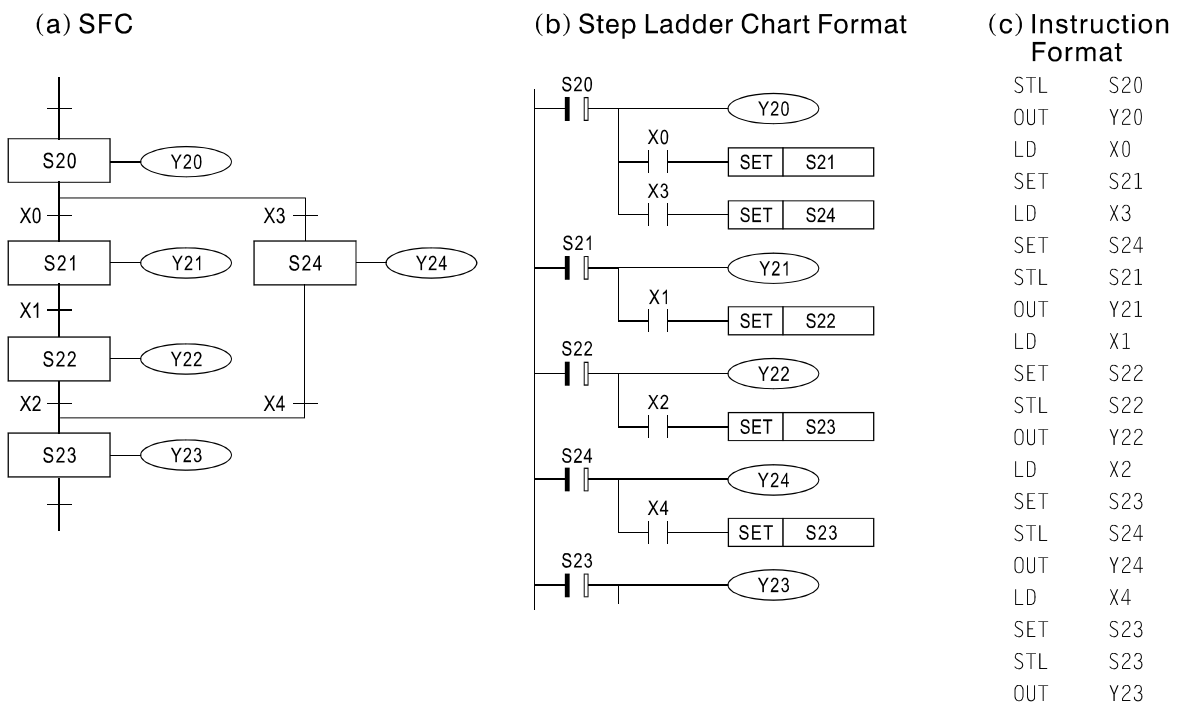 (a) SFC
S20 Y20
X0 X3
S21 Y21 S24 Y24
X1
S22 Y22
X2 X4
S23 Y23
(b) Step Ladder Chart Format
S20
Y20
X0
SET S21
X3
SET S24
S21
Y21
X1
SET S22
S22
Y22
X2
SET S23
S24
Y24
X4
SET S23
S23
Y23
(c) Instruction
Format
STL S20
OUT Y20
LD X0
SET S21
LD X3
SET S24
STL S21
OUT Y21
LD X1
SET S22
STL S22
OUT Y22
LD X2
SET S23
STL S24
OUT Y24
LD X4
SET S23
STL S23
OUT Y23